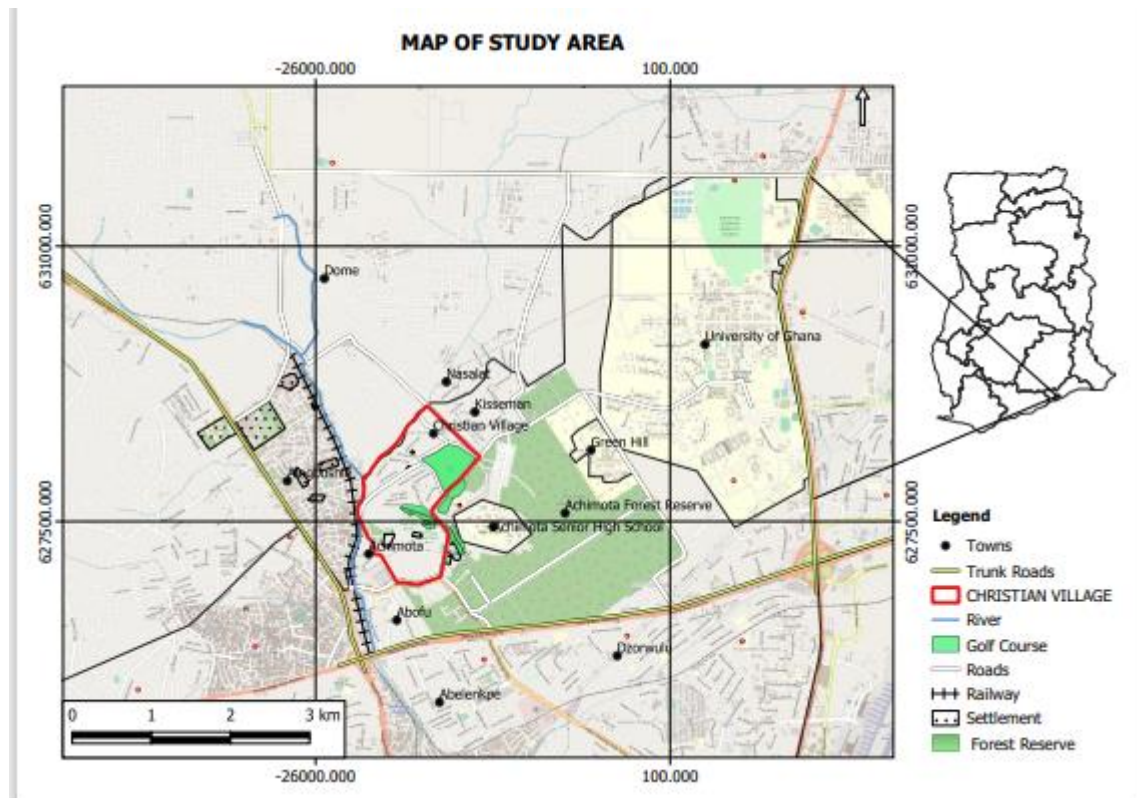 MAP OF STUDY AREA
-26000.000
100.000
631000.000
631000.000
Dome
University of Ghana
Nasalat
Kisseman
Christian Village
Green Hill
Achimota Forest Reserve
Achimota Senior High School
627500.000
627500.000
Achimota
Abofu
Dzorwulu
Abelenkpe
0 1 2 3 km
-26000.000
100.000
Legend
Towns
Trunk Roads
CHRISTIAN VILLAGE
River
Golf Course
Roads
Railway
Settlement
Forest Reserve